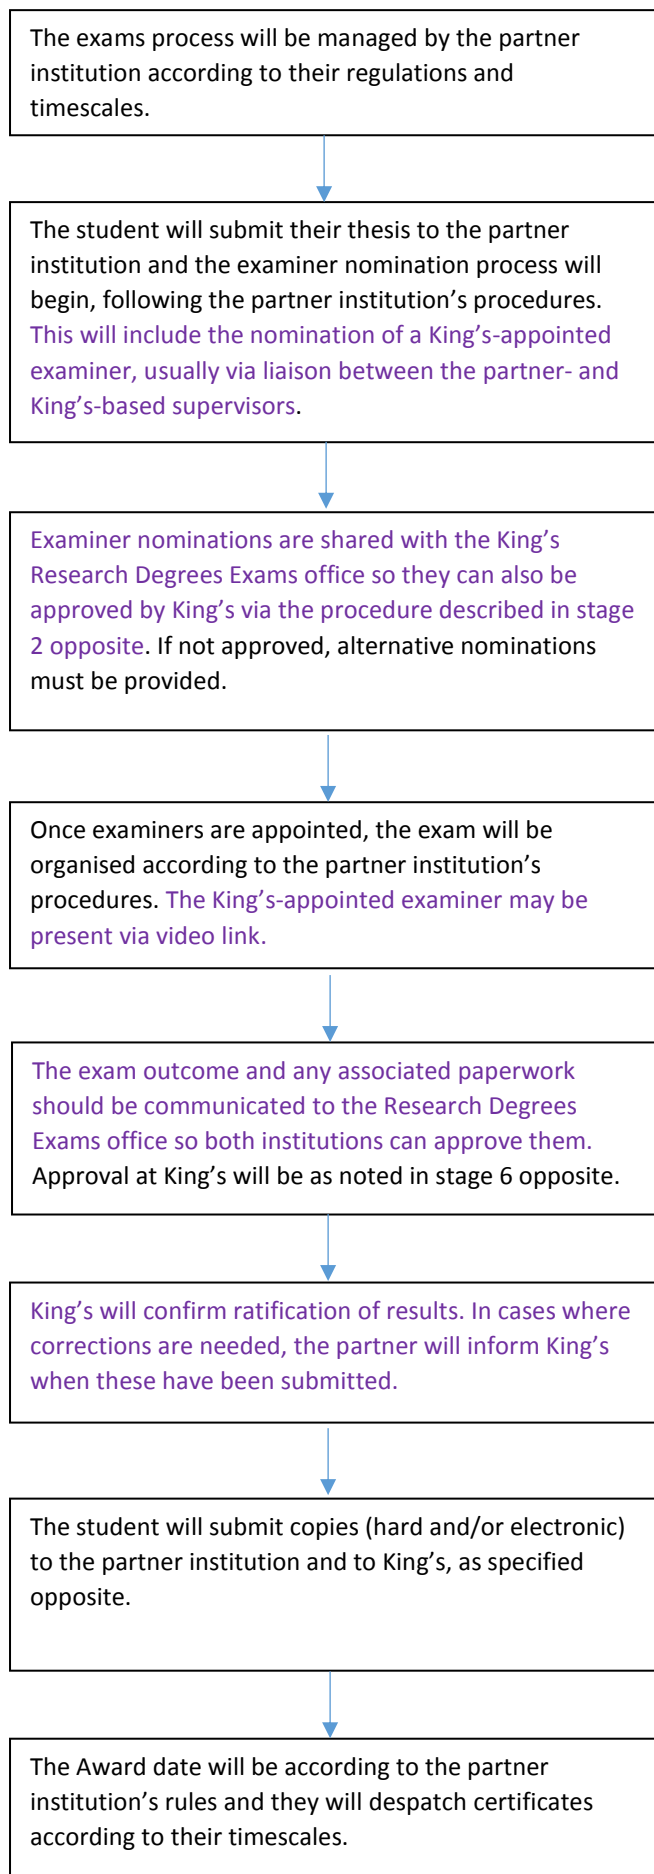 The exams process will be managed by the partner
institution according to their regulations and
timescales.
The student will submit their thesis to the partner
institution and the examiner nomination process will
begin, following the partner institution’s procedures.
This will include the nomination of a King’s-appointed
examiner, usually via liaison between the partner- and
King’s-based supervisors.
Examiner nominations are shared with the King’s
Research Degrees Exams office so they can also be
approved by King’s via the procedure described in stage
2 opposite. If not approved, alternative nominations
must be provided.
Once examiners are appointed, the exam will be
organised according to the partner institution’s
procedures. The King’s-appointed examiner may be
present via video link.
The exam outcome and any associated paperwork
should be communicated to the Research Degrees
Exams office so both institutions can approve them.
Approval at King’s will be as noted in stage 6 opposite.
King’s will confirm ratification of results. In cases where
corrections are needed, the partner will inform King’s
when these have been submitted.
The student will submit copies (hard and/or electronic)
to the partner institution and to King’s, as specified
opposite.
The Award date will be according to the partner
institution’s rules and they will despatch certificates
according to their timescales.